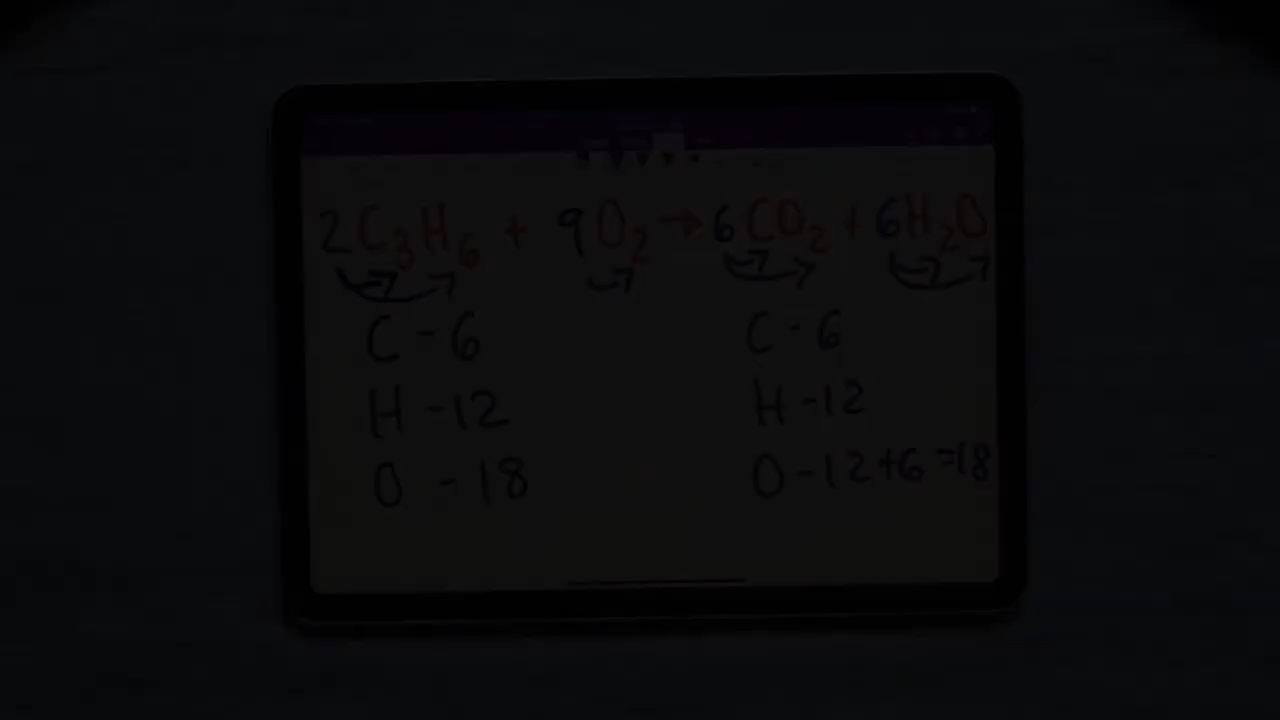 2C₃H₆ + 9O₂ → 6CO₂ + 6H₂O
C - 6
H - 12
O - 18
C - 6
H - 12
O - 12 + 6 = 18